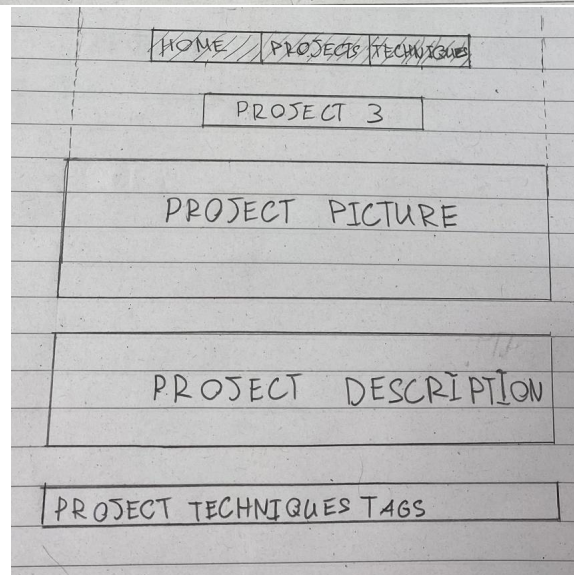 HOME PROJECTS TECHNIQUES
PROJECT 3
PROJECT PICTURE
PROJECT DESCRIPTION
PROJECT TECHNIQUES TAGS